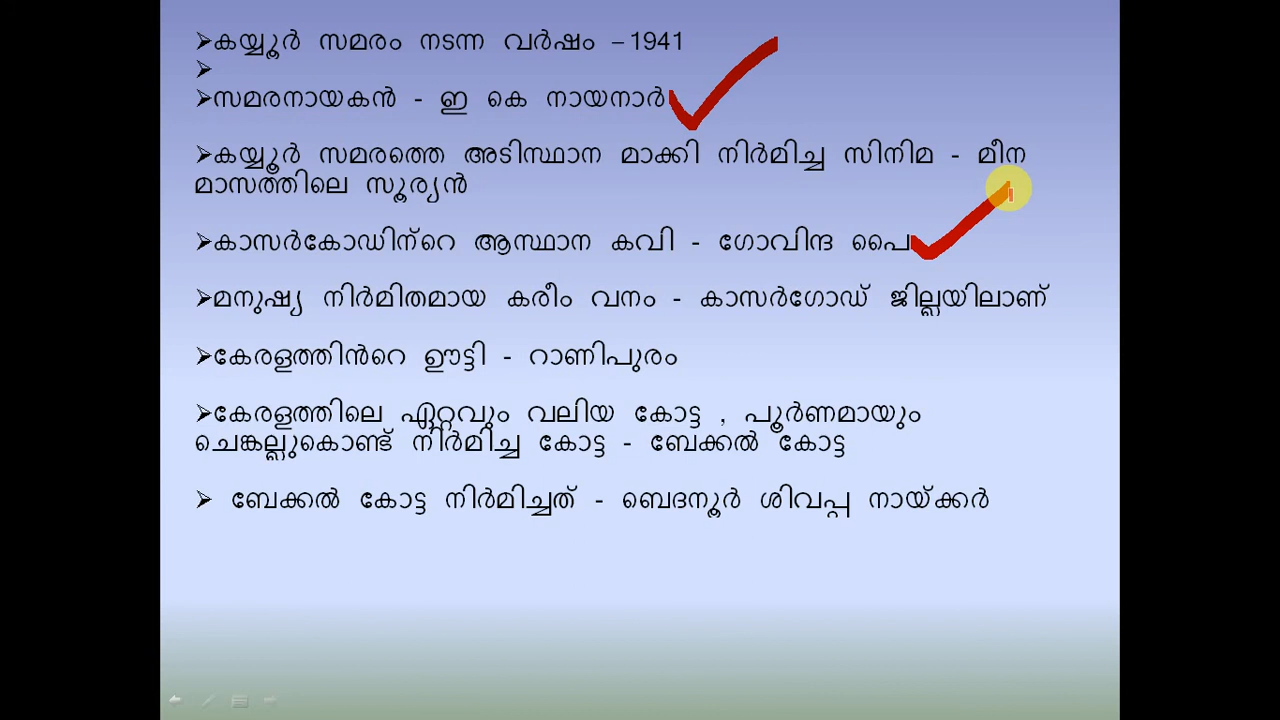 ➢കയ്യൂർ സമരം നടന്ന വർഷം –1941
➢
➢സമരനായകൻ - ഇ കെ നായനാർ
➢കയ്യൂർ സമരത്തെ അടിസ്ഥാന മാക്കി നിർമിച്ച സിനിമ - മീന
മാസത്തിലെ സൂര്യൻ
➢കാസർകോഡിന്റെ ആസ്ഥാന കവി - ഗോവിന്ദ പൈ
➢മനുഷ്യ നിർമിതമായ കരീം വനം - കാസർഗോഡ് ജില്ലയിലാണ്
➢കേരളത്തിൻറെ ഊട്ടി - റാണിപുരം
➢കേരളത്തിലെ ഏറ്റവും വലിയ കോട്ട , പൂർണമായും
ചെങ്കല്ലുകൊണ്ട് നിർമിച്ച കോട്ട - ബേക്കൽ കോട്ട
➢ ബേക്കൽ കോട്ട നിർമിച്ചത് - ബെദനൂർ ശിവപ്പ നായ്ക്കർ